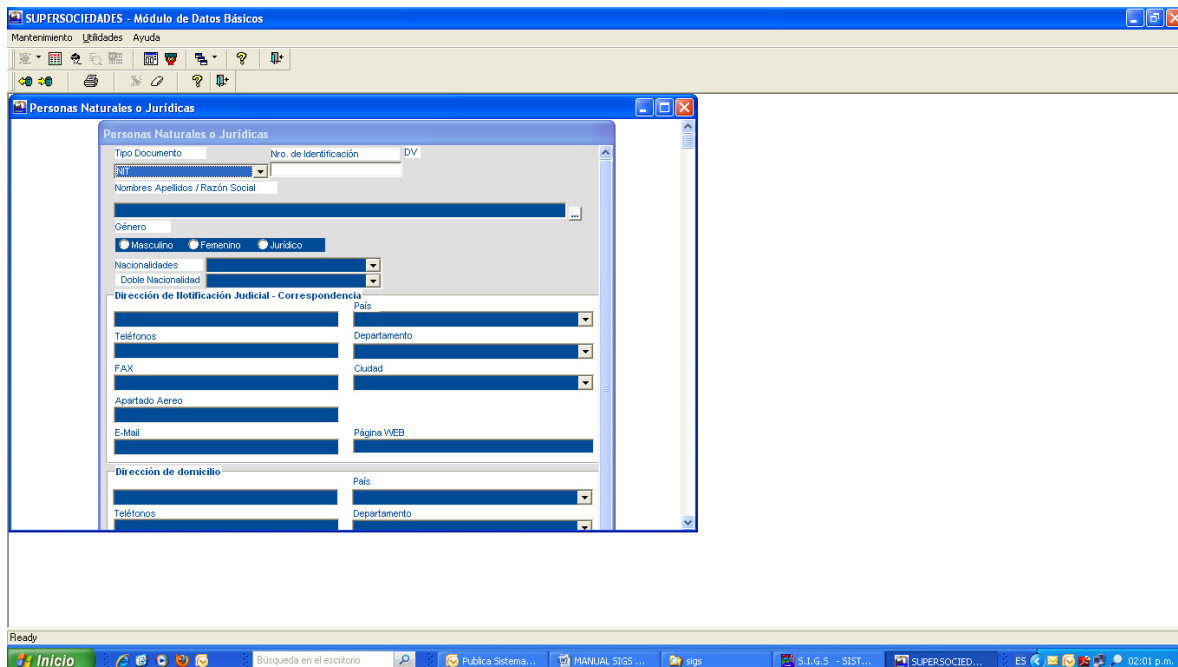 SUPERSOCIEDADES - Módulo de Datos Básicos
Mantenimiento Utilidades Ayuda
Personas Naturales o Jurídicas
Personas Naturales o Jurídicas
Tipo Documento Nro. de Identificación DV
NIT
Nombres Apellidos / Razón Social
...
Género
Masculino Femenino Jurídico
Nacionalidades
Doble Nacionalidad
Dirección de Notificación Judicial - Correspondencia
País
Teléfonos Departamento
FAX Ciudad
Apartado Aereo
E-Mail Página WEB
Dirección de domicilio
País
Teléfonos Departamento
Ready
Inicio Búsqueda en el escritorio Publica Sistema... MANUAL SIGS ... sigs S.I.G.S - SIST... SUPERSOCIED... ES 02:01 p.m.